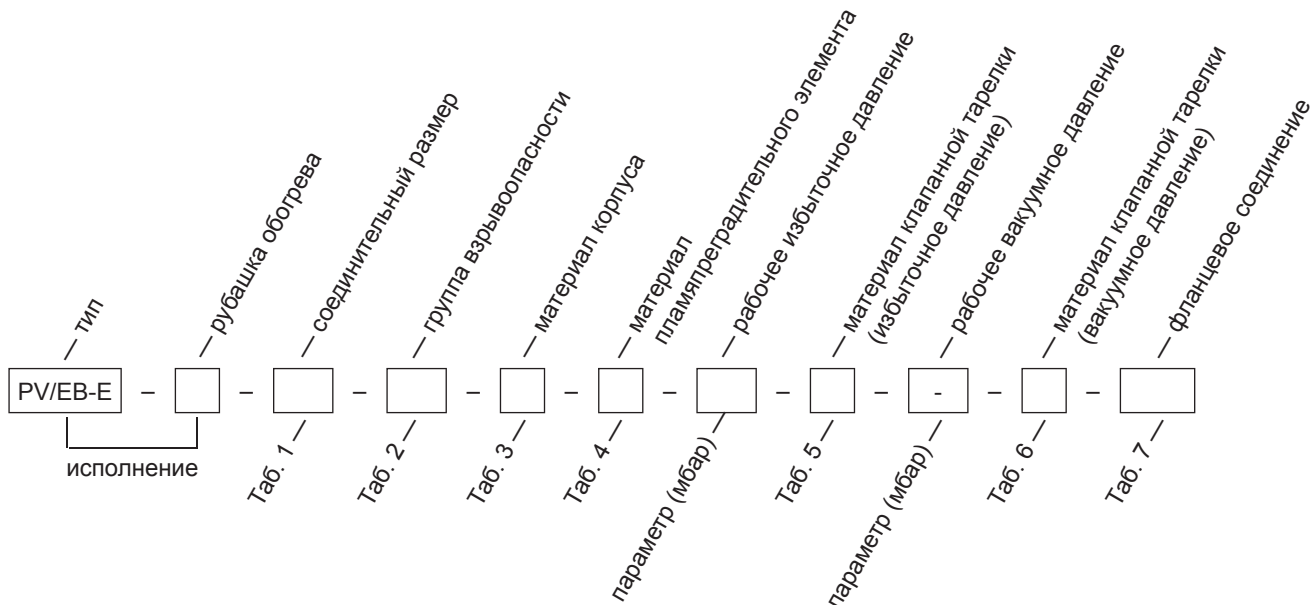 тип
рубашка обогрева
соединительный размер
группа взрывоопасности
материал корпуса
материал
пламяпреградительного элемента
рабочее избыточное давление
материал клапанной тарелки
(избыточное давление)
рабочее вакуумное давление
материал клапанной тарелки
(вакуумное давление)
фланцевое соединение
PV/EB-E – – – – – – – – - – –
исполнение
Таб. 1
Таб. 2
Таб. 3
Таб. 4
параметр (мбар)
Таб. 5
параметр (мбар)
Таб. 6
Таб. 7